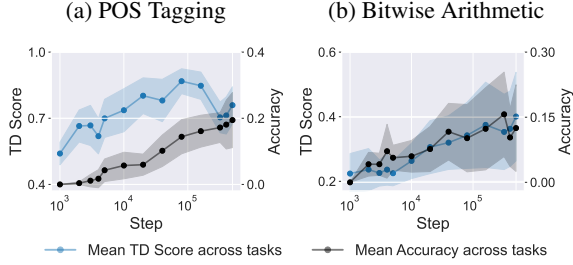 (a) POS Tagging
(b) Bitwise Arithmetic
1.0
0.7
0.4
TD Score
0.4
0.2
0.0
Accuracy
10^3
10^4
10^5
Step
0.6
0.4
0.2
TD Score
0.30
0.15
0.00
Accuracy
10^3
10^4
10^5
Step
Mean TD Score across tasks
Mean Accuracy across tasks